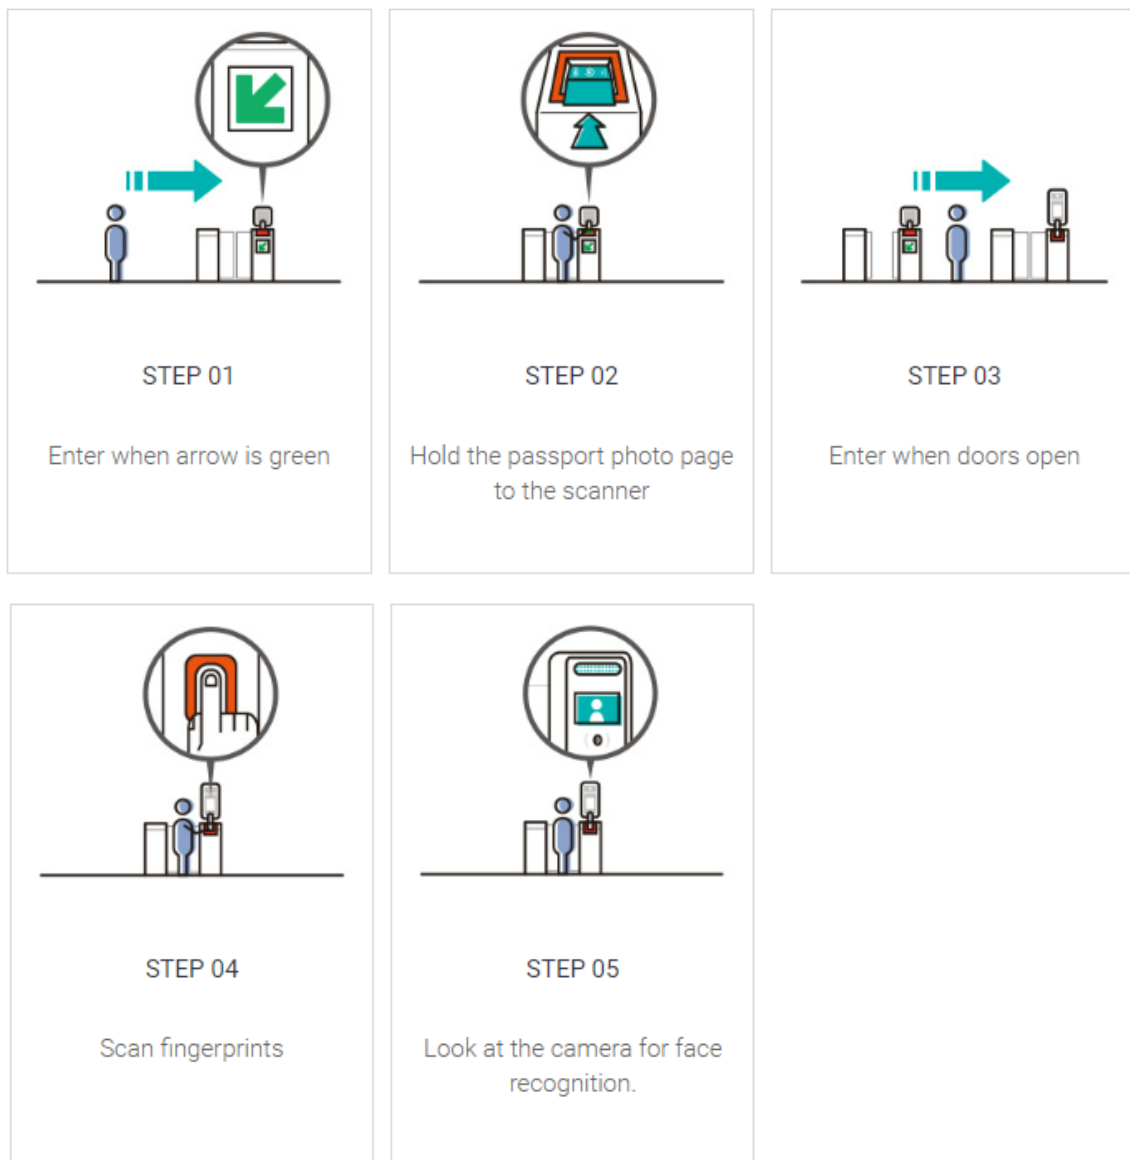 STEP 01
Enter when arrow is green
STEP 02
Hold the passport photo page
to the scanner
STEP 03
Enter when doors open
STEP 04
Scan fingerprints
STEP 05
Look at the camera for face
recognition.